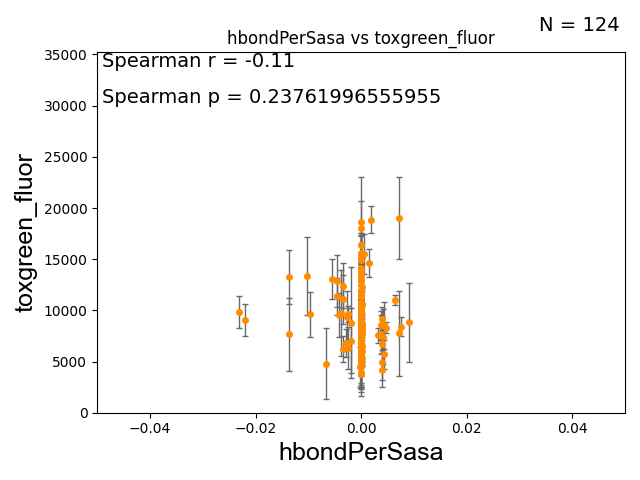 N = 124
hbondPerSasa vs toxgreen_fluor
Spearman r = -0.11
Spearman p = 0.23761996555955
toxgreen_fluor
35000
30000
25000
20000
15000
10000
5000
0
−0.04 −0.02 0.00 0.02 0.04
hbondPerSasa